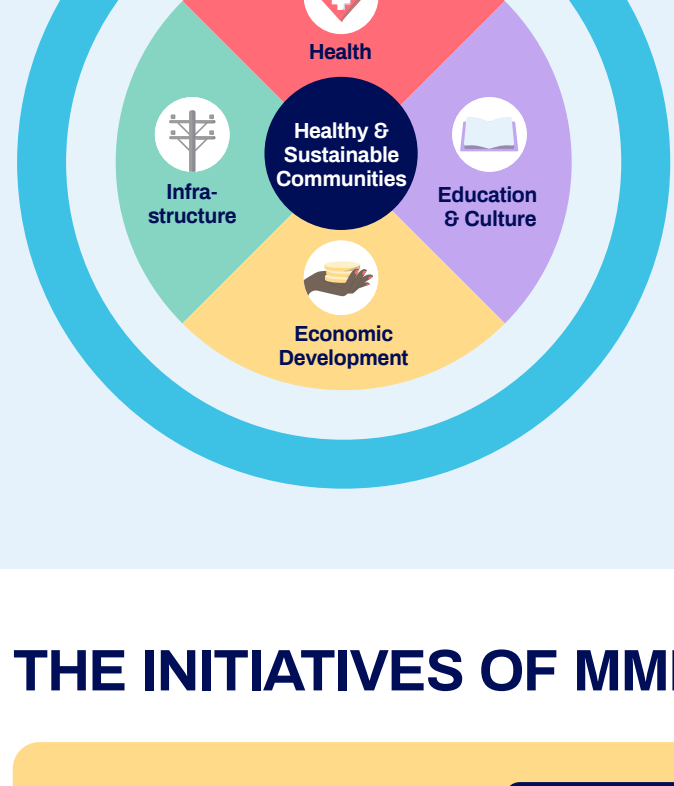 Health
Healthy &
Sustainable
Communities
Infra-
structure
Education
& Culture
Economic
Development
THE INITIATIVES OF